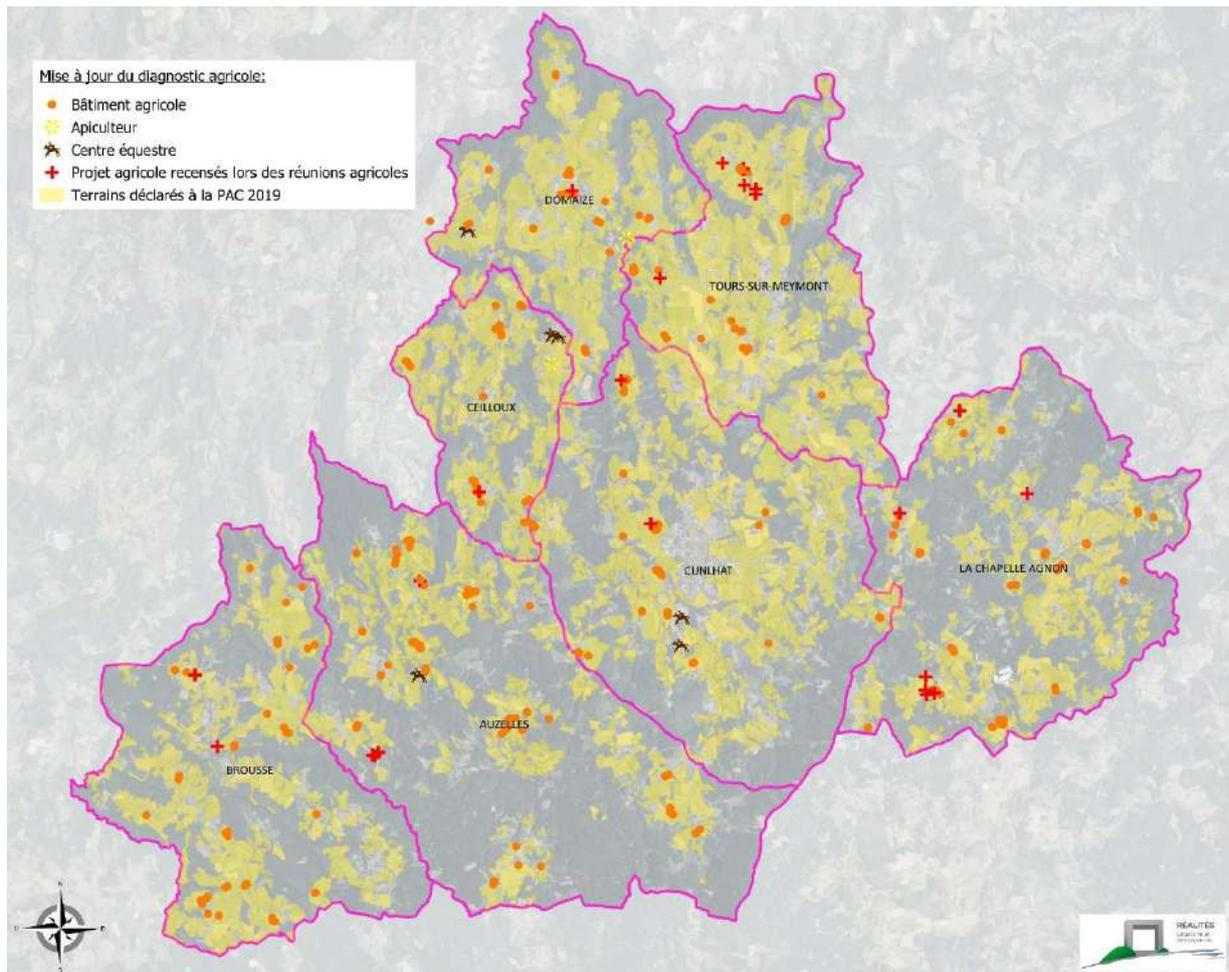 Mise à jour du diagnostic agricole:
Bâtiment agricole
Apiculteur
Centre équestre
Projet agricole recensés lors des réunions agricoles
Terrains déclarés à la PAC 2019
DOMAIZE
TOURS-SUR-MEYMONT
CEILLOUX
CUNLHAT
LA CHAPELLE AGNON
AUZELLES
BROUSSE
N
S
REALITÉS